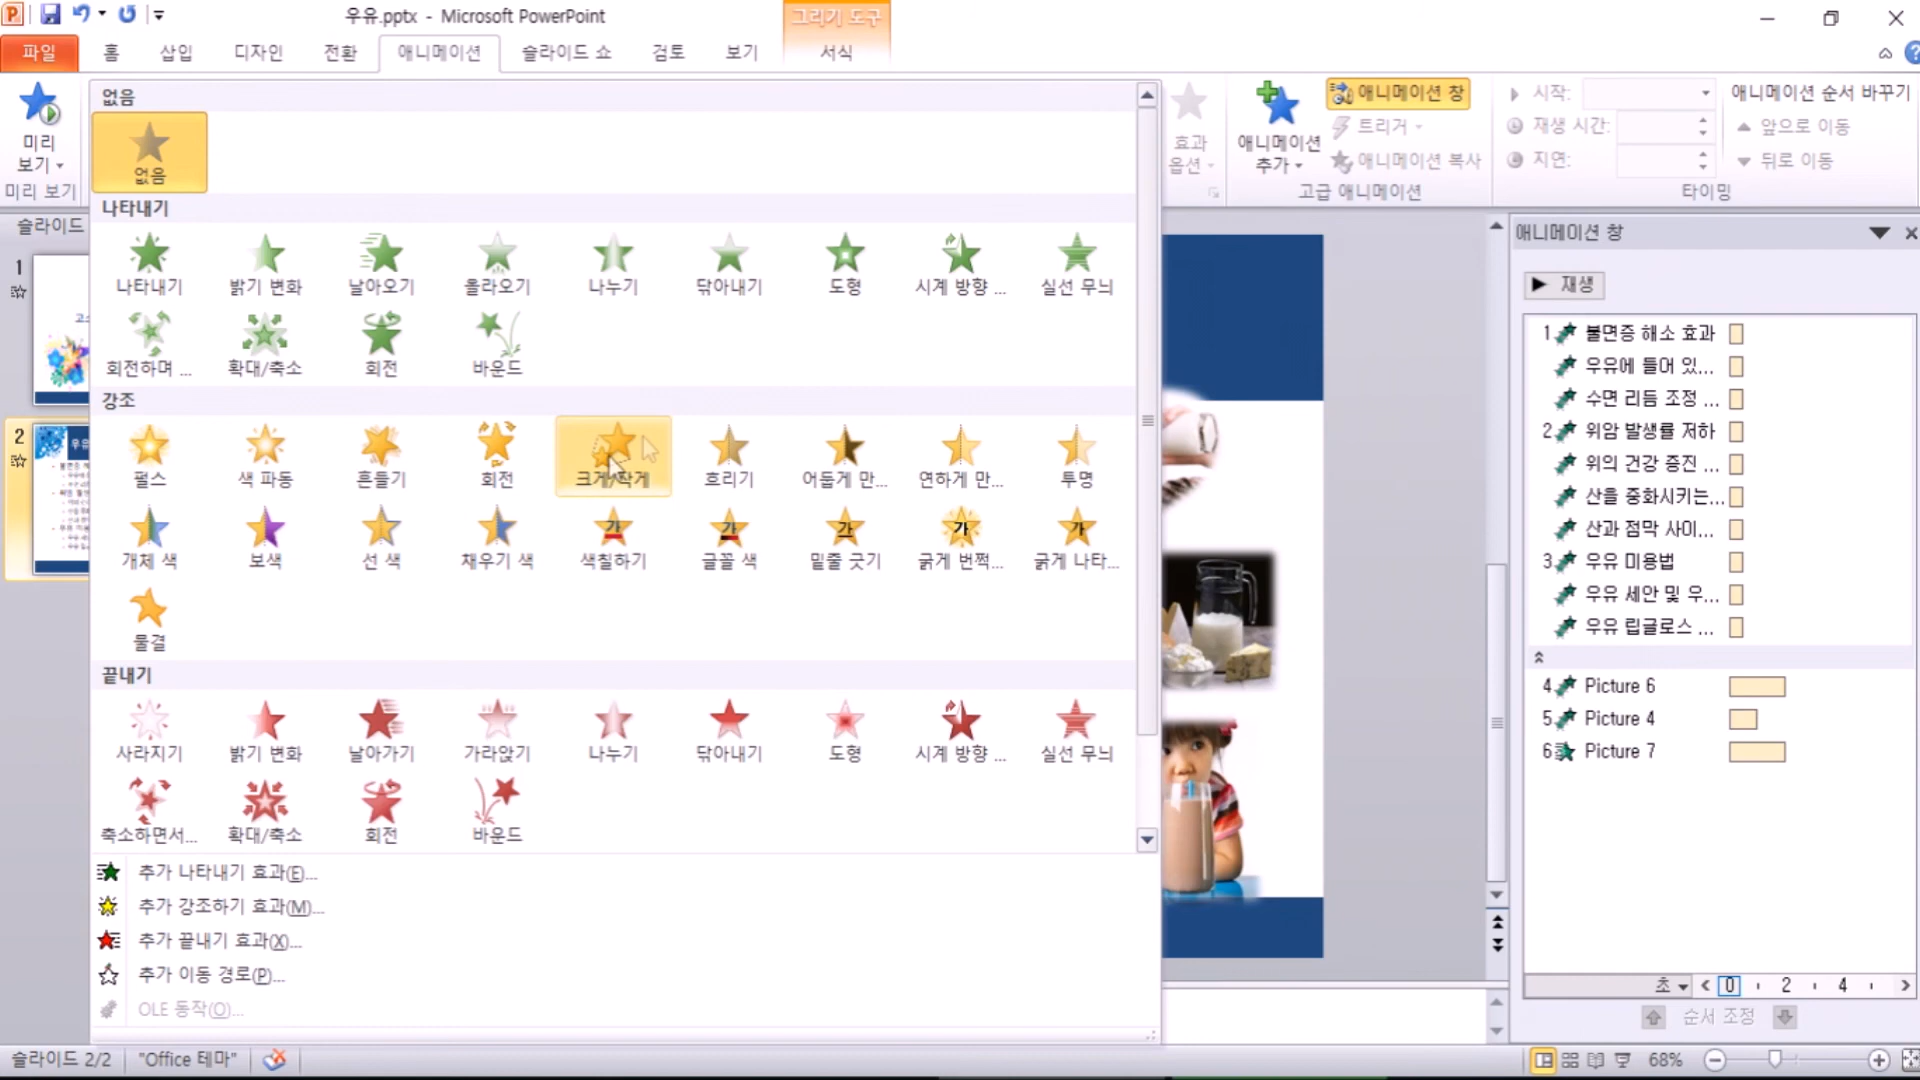 우유.pptx - Microsoft PowerPoint
그리기 도구
파일
홈
삽입
디자인
전환
애니메이션
슬라이드 쇼
검토
보기
서식
미리
보기
미리 보기
효과
옵션
애니메이션
추가
애니메이션 창
트리거
애니메이션 복사
고급 애니메이션
시작:
재생 시간:
지연:
타이밍
애니메이션 순서 바꾸기
앞으로 이동
뒤로 이동
슬라이드
1
2
없음
없음
나타내기
나타내기
밝기 변화
날아오기
올라오기
나누기
닦아내기
도형
시계 방향 ...
실선 무늬
회전하며 ...
확대/축소
회전
바운드
강조
펄스
색 파동
흔들기
회전
크게/작게
흐리기
어둡게 만...
연하게 만...
투명
개체 색
보색
선 색
채우기 색
색칠하기
글꼴 색
밑줄 긋기
굵게 번쩍...
굵게 나타...
물결
끝내기
사라지기
밝기 변화
날아가기
가라앉기
나누기
닦아내기
도형
시계 방향 ...
실선 무늬
축소하면서...
확대/축소
회전
바운드
추가 나타내기 효과(E)...
추가 강조하기 효과(M)...
추가 끝내기 효과(X)...
추가 이동 경로(P)...
OLE 동작(O)...
애니메이션 창
재생
1 불면증 해소 효과
우유에 들어 있...
수면 리듬 조정 ...
2 위암 발생률 저하
위의 건강 증진 ...
산을 중화시키는...
산과 점막 사이...
3 우유 미용법
우유 세안 및 우...
우유 립글로스 ...
4 Picture 6
5 Picture 4
6 Picture 7
초
0 2 4
순서 조정
슬라이드 2/2
"Office 테마"
68%